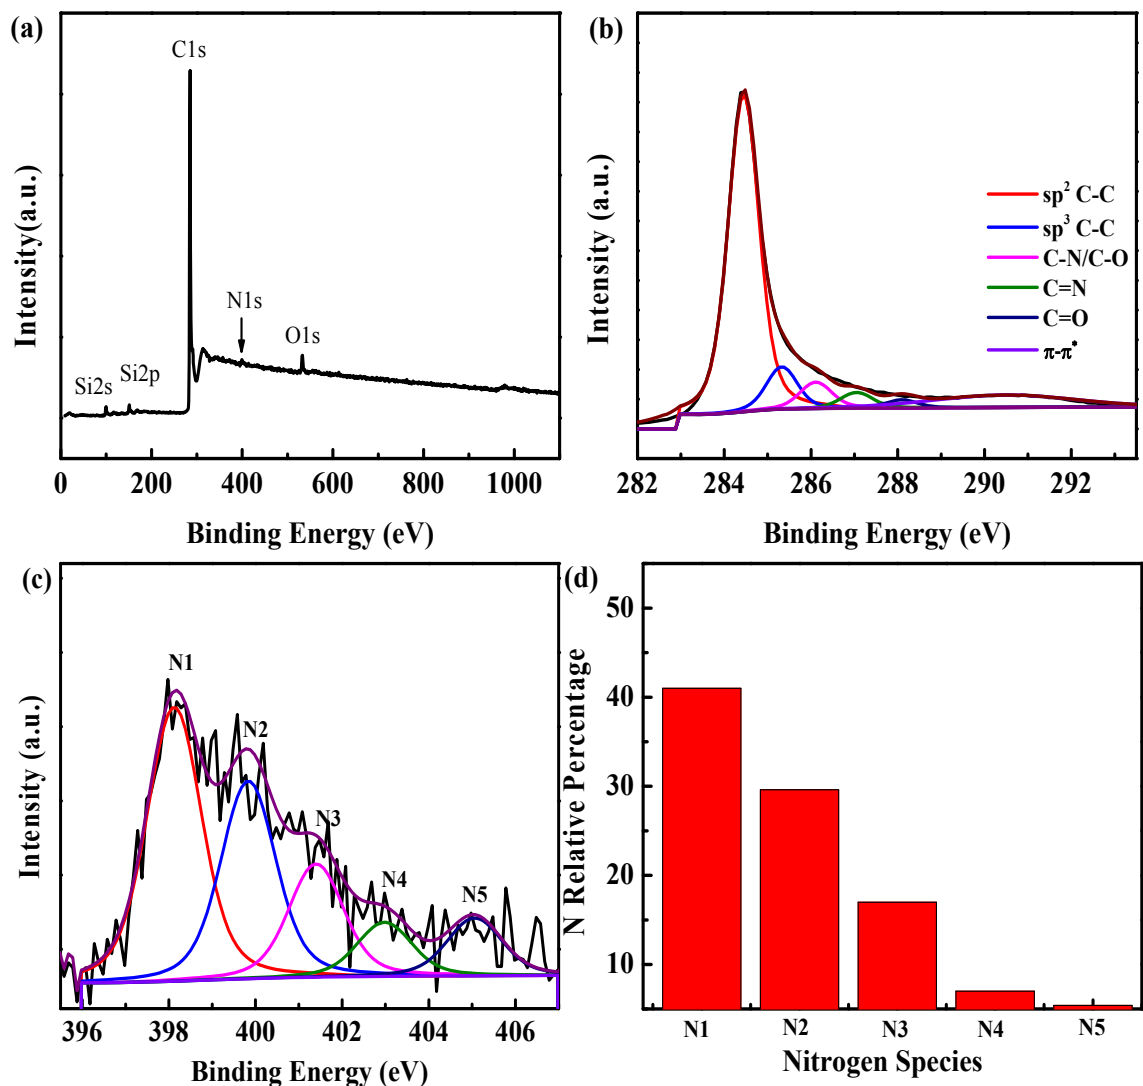 (a)
C1s
N1s
O1s
Si2s
Si2p
Intensity(a.u.)
0 200 400 600 800 1000
Binding Energy (eV)
(b)
sp² C-C
sp³ C-C
C-N/C-O
C=N
C=O
π-π*
Intensity (a.u.)
282 284 286 288 290 292
Binding Energy (eV)
(c)
N1
N2
N3
N4
N5
Intensity (a.u.)
396 398 400 402 404 406
Binding Energy (eV)
(d)
50
40
30
20
10
N Relative Percentage
N1 N2 N3 N4 N5
Nitrogen Species